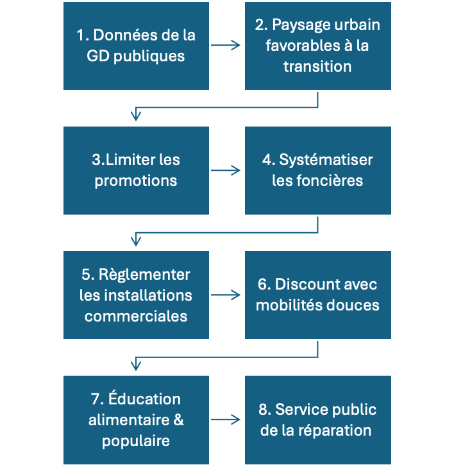 1. Données de la
GD publiques
2. Paysage urbain
favorables à la
transition
3.Limiter les
promotions
4. Systématiser
les foncières
5. Règlementer
les installations
commerciales
6. Discount avec
mobilités douces
7. Éducation
alimentaire &
populaire
8. Service public
de la réparation